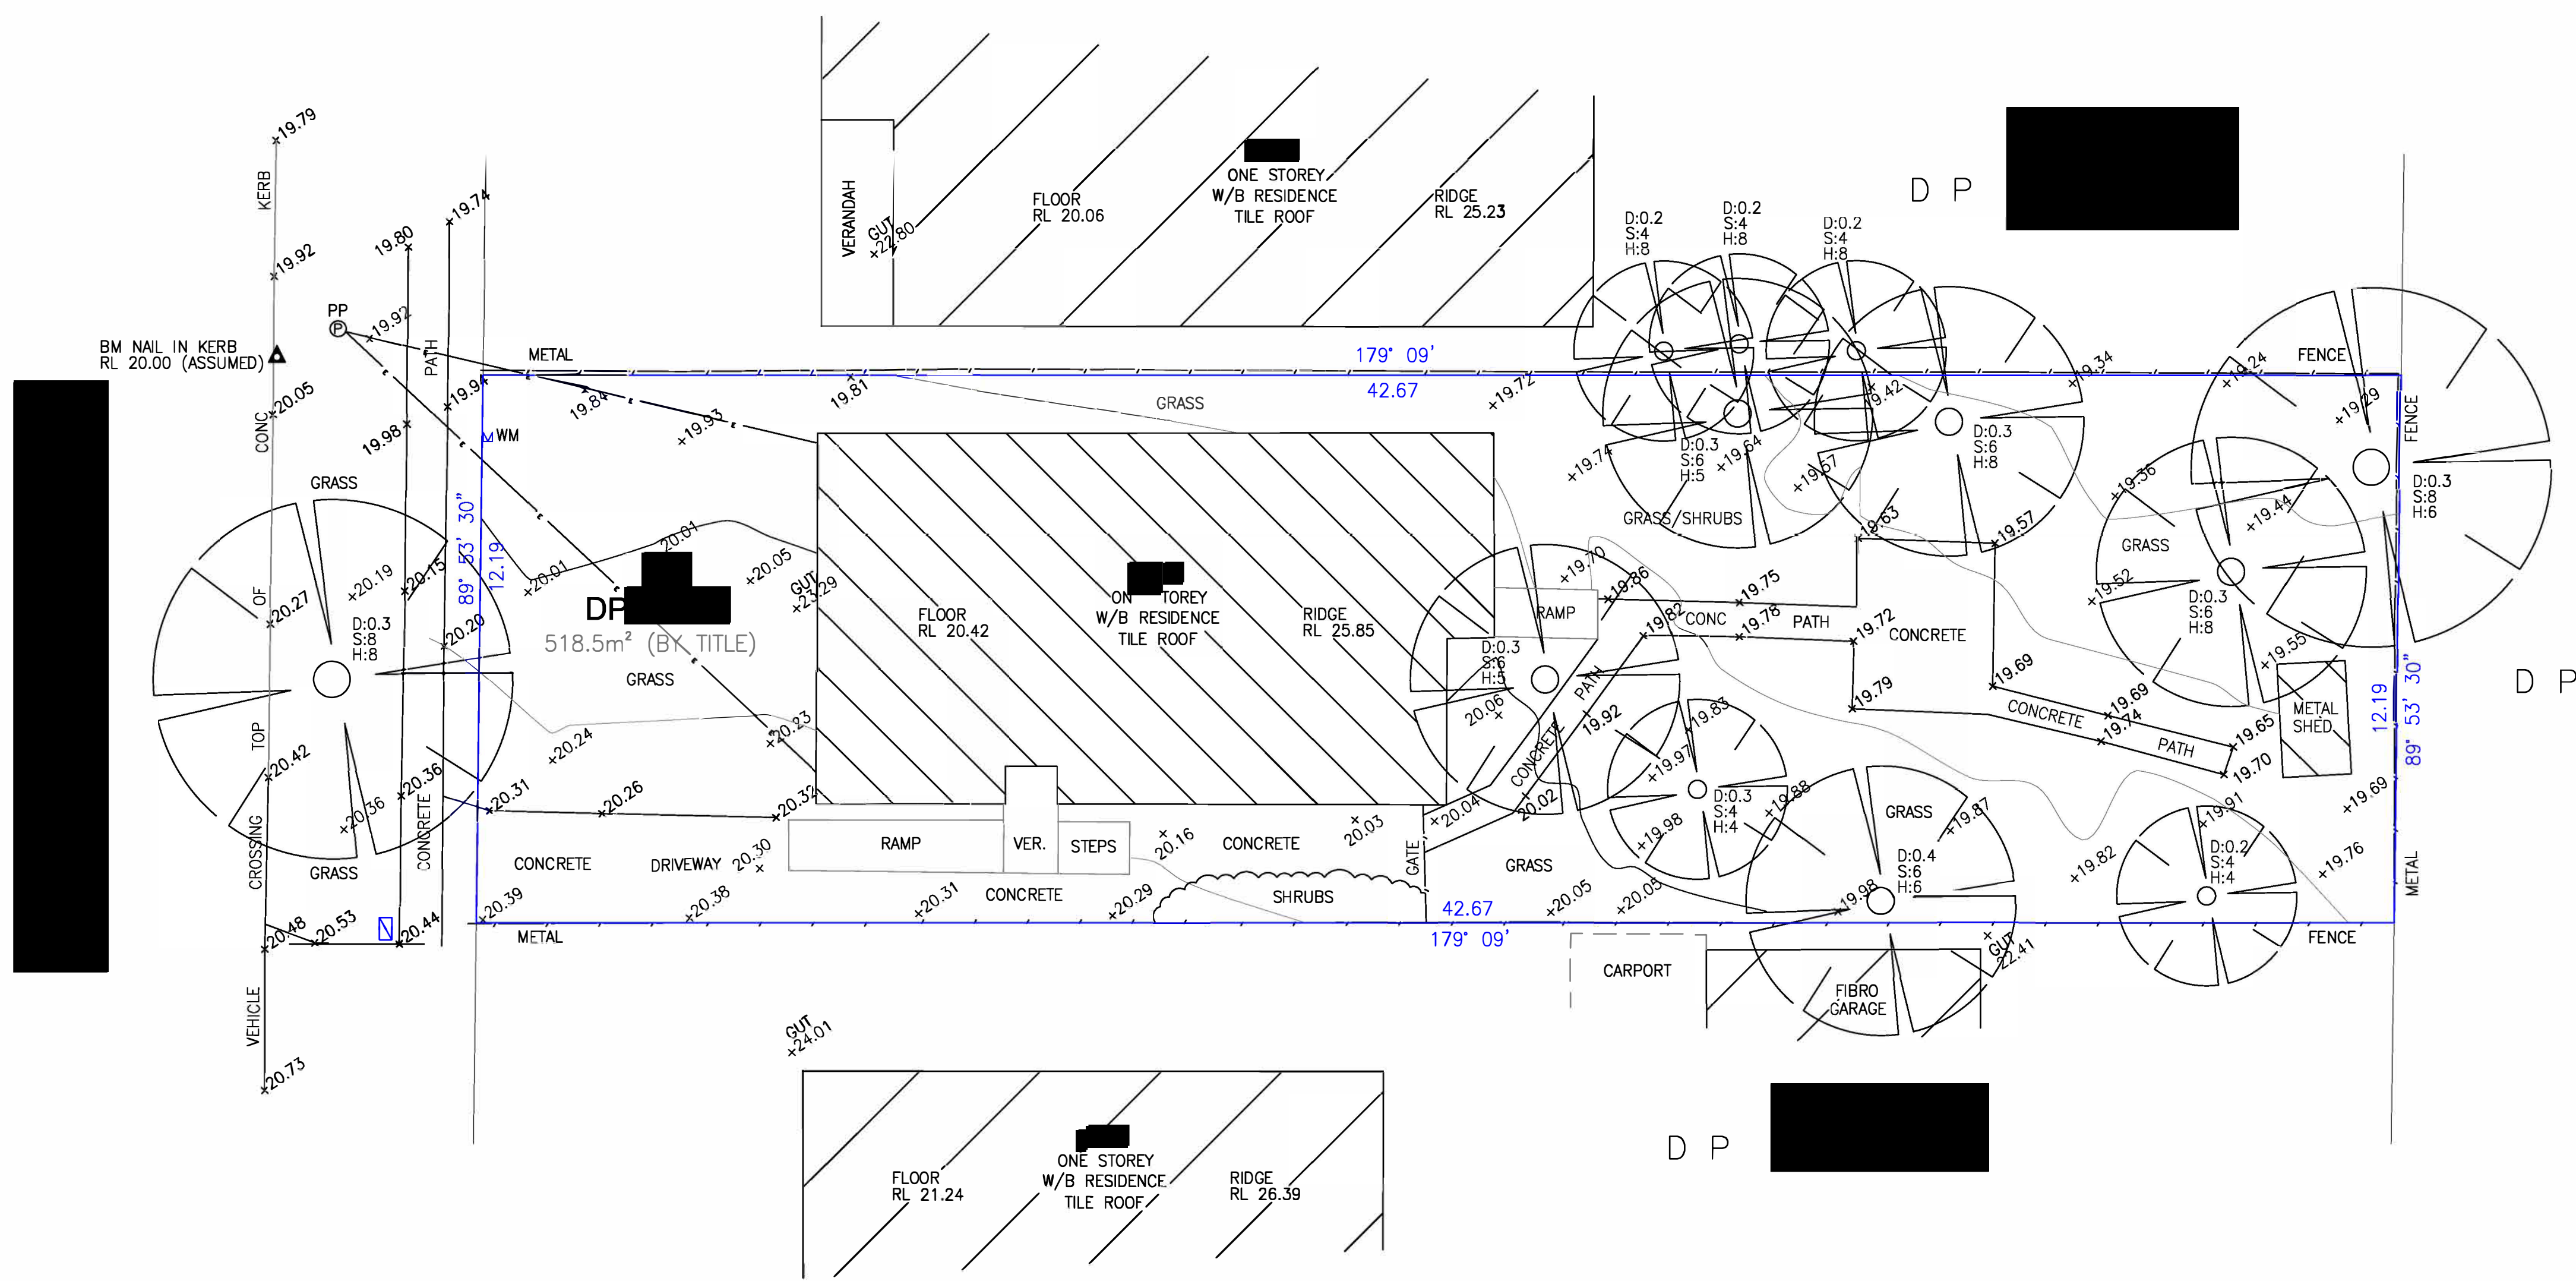 +19.79
KERB
+19.92
19.80
+19.74
PP
P
+19.92
PATH
BM NAIL IN KERB
RL 20.00 (ASSUMED)
+20.05
CONC
19.98
+19.94
WM
METAL
19.84
+19.93
19.81
VERANDAH
GUT
+22.80
FLOOR
RL 20.06
ONE STOREY
W/B RESIDENCE
TILE ROOF
RIDGE
RL 25.23
179° 09'
42.67
GRASS
+19.72
D:0.2
S:4
H:8
D:0.2
S:4
H:8
D:0.2
S:4
H:8
D P
+19.42
+19.34
+19.24
FENCE
+19.29
FENCE
D:0.3
S:6
H:5
+19.64
+19.74
+19.57
D:0.3
S:6
H:8
GRASS/SHRUBS
+19.63
+19.57
+19.36
+19.44
GRASS
D:0.3
S:8
H:6
+19.52
D:0.3
S:6
H:8
+19.55
GRASS
89° 53' 30"
12.19
+20.19
+20.15
OF
+20.27
D:0.3
S:8
H:8
+20.20
20.01
+20.01
+20.05
GUT
+23.29
DP
518.5m² (BY TITLE)
GRASS
FLOOR
RL 20.42
ON TOREY
W/B RESIDENCE
TILE ROOF
RIDGE
RL 25.85
+19.70
RAMP
+19.86
+19.75
+19.82
CONC
+19.78
PATH
+19.72
CONCRETE
D:0.3
S:6
H:5
20.06
PATH
19.92
+19.83
+19.79
+19.69
CONCRETE
+19.69
+19.74
PATH
+19.65
+19.70
METAL
SHED
12.19
89° 53' 30"
D P
TOP
+20.42
+20.36
+20.36
CONCRETE
CROSSING
GRASS
+20.24
+20.23
+20.31
+20.26
+20.32
CONCRETE
DRIVEWAY
20.30
RAMP
VER.
STEPS
20.16
CONCRETE
20.03
GATE
+20.04
20.02
CONCRETE
+19.97
D:0.3
S:4
H:4
+19.88
+19.98
GRASS
+19.87
D:0.4
S:6
H:6
+19.98
GRASS
+19.82
+19.91
D:0.2
S:4
H:4
+19.76
+19.69
METAL
+20.48
+20.53
+20.44
+20.39
METAL
+20.38
+20.31
CONCRETE
+20.29
SHRUBS
42.67
179° 09'
+20.05
+20.05
GUT
22.41
FENCE
CARPORT
FIBRO
GARAGE
VEHICLE
+20.73
GUT
+24.01
FLOOR
RL 21.24
ONE STOREY
W/B RESIDENCE
TILE ROOF
RIDGE
RL 26.39
D P